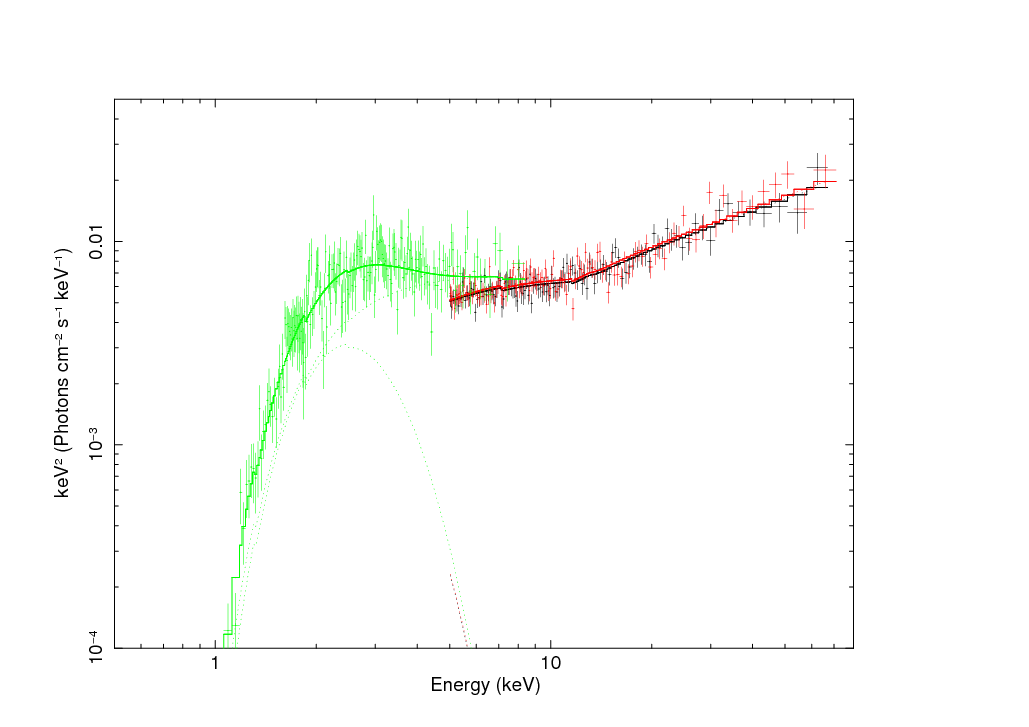 keV² (Photons cm⁻² s⁻¹ keV⁻¹)
0.01
10⁻³
10⁻⁴
1
10
Energy (keV)